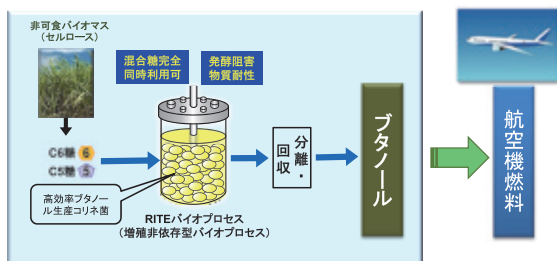 非可食バイオマス
(セルロース)
混合糖完全
同時利用可
発酵阻害
物質耐性
C6糖 6
C5糖 5
高効率ブタノー
ル生産コリネ菌
RITEバイオプロセス
(増殖非依存型バイオプロセス)
分離・
回収
ブタノール
航空機燃料